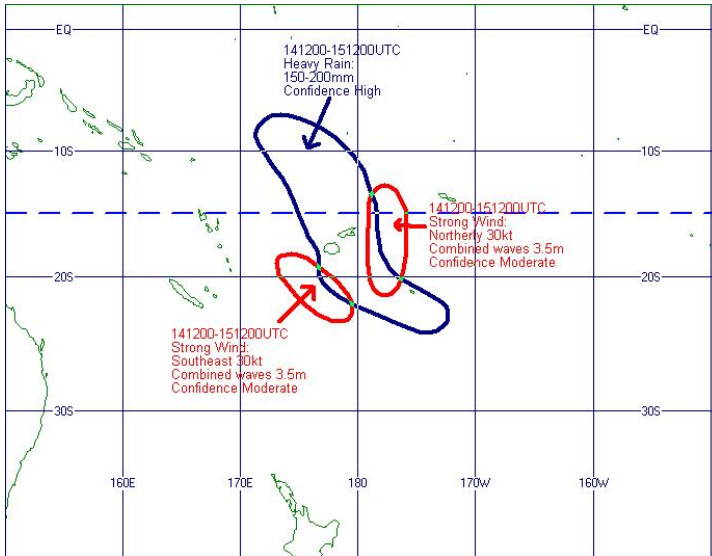 EQ
EQ
141200-151200UTC
Heavy Rain:
150-200mm
Confidence High
10S
10S
141200-151200UTC
Strong Wind:
Northerly 30kt
Combined waves 3.5m
Confidence Moderate
20S
20S
141200-151200UTC
Strong Wind:
Southeast 30kt
Combined waves 3.5m
Confidence Moderate
30S
30S
160E
170E
180
170W
160W